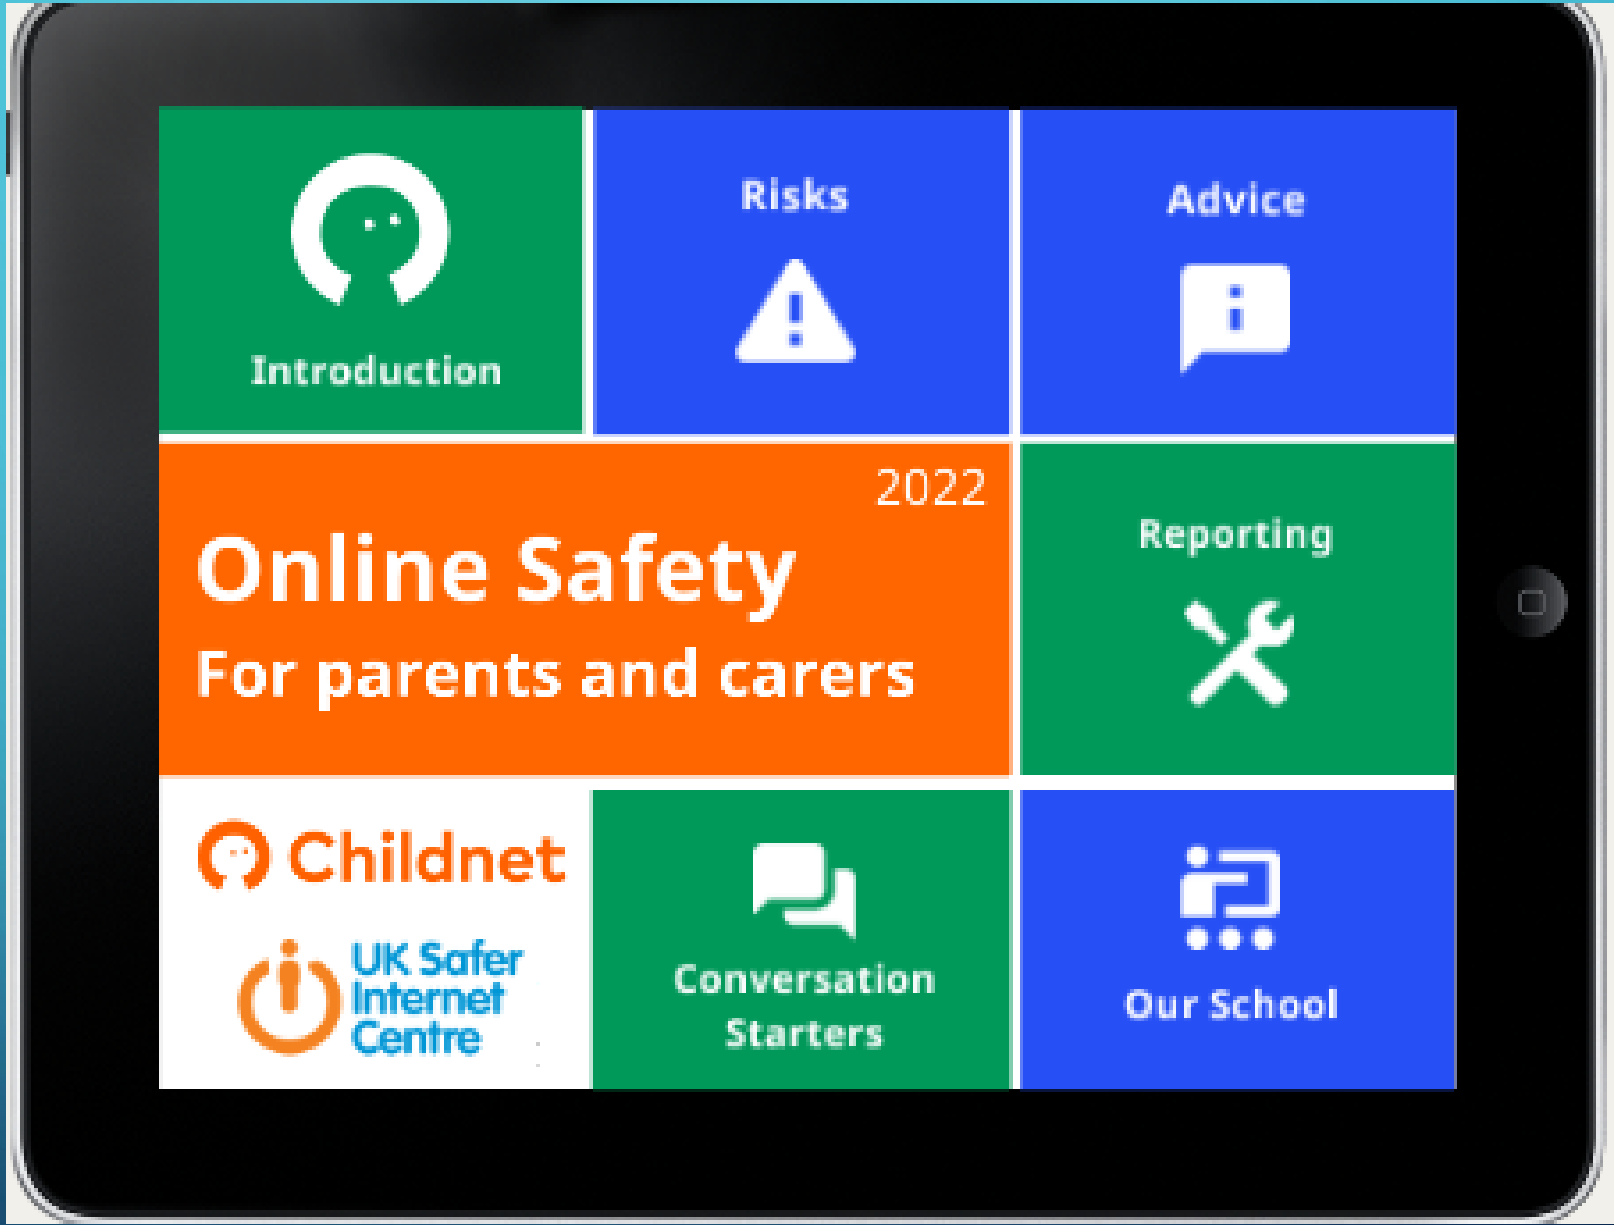 Introduction
Risks
Advice
2022
Online Safety
For parents and carers
Reporting
Childnet
UK Safer
Internet
Centre
Conversation
Starters
Our School